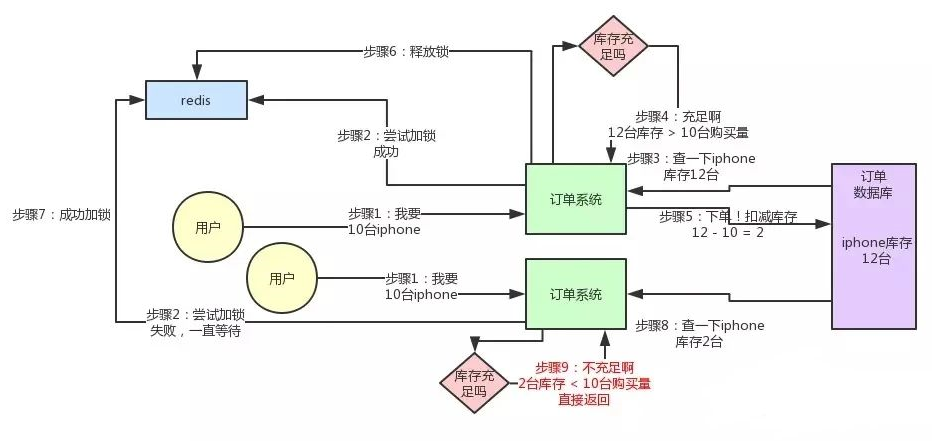 库存充
足吗
步骤6：释放锁
redis
步骤4：充足啊
12台库存 > 10台购买量
步骤2：尝试加锁
成功
步骤3：查一下iphone
库存12台
订单系统
订单
数据库
步骤7：成功加锁
用户
步骤1：我要
10台iphone
步骤5：下单！扣减库存
12 - 10 = 2
iphone库存
12台
用户
步骤1：我要
10台iphone
订单系统
步骤2：尝试加锁
失败，一直等待
步骤8：查一下iphone
库存2台
库存充
足吗
步骤9：不充足啊
2台库存 < 10台购买量
直接返回